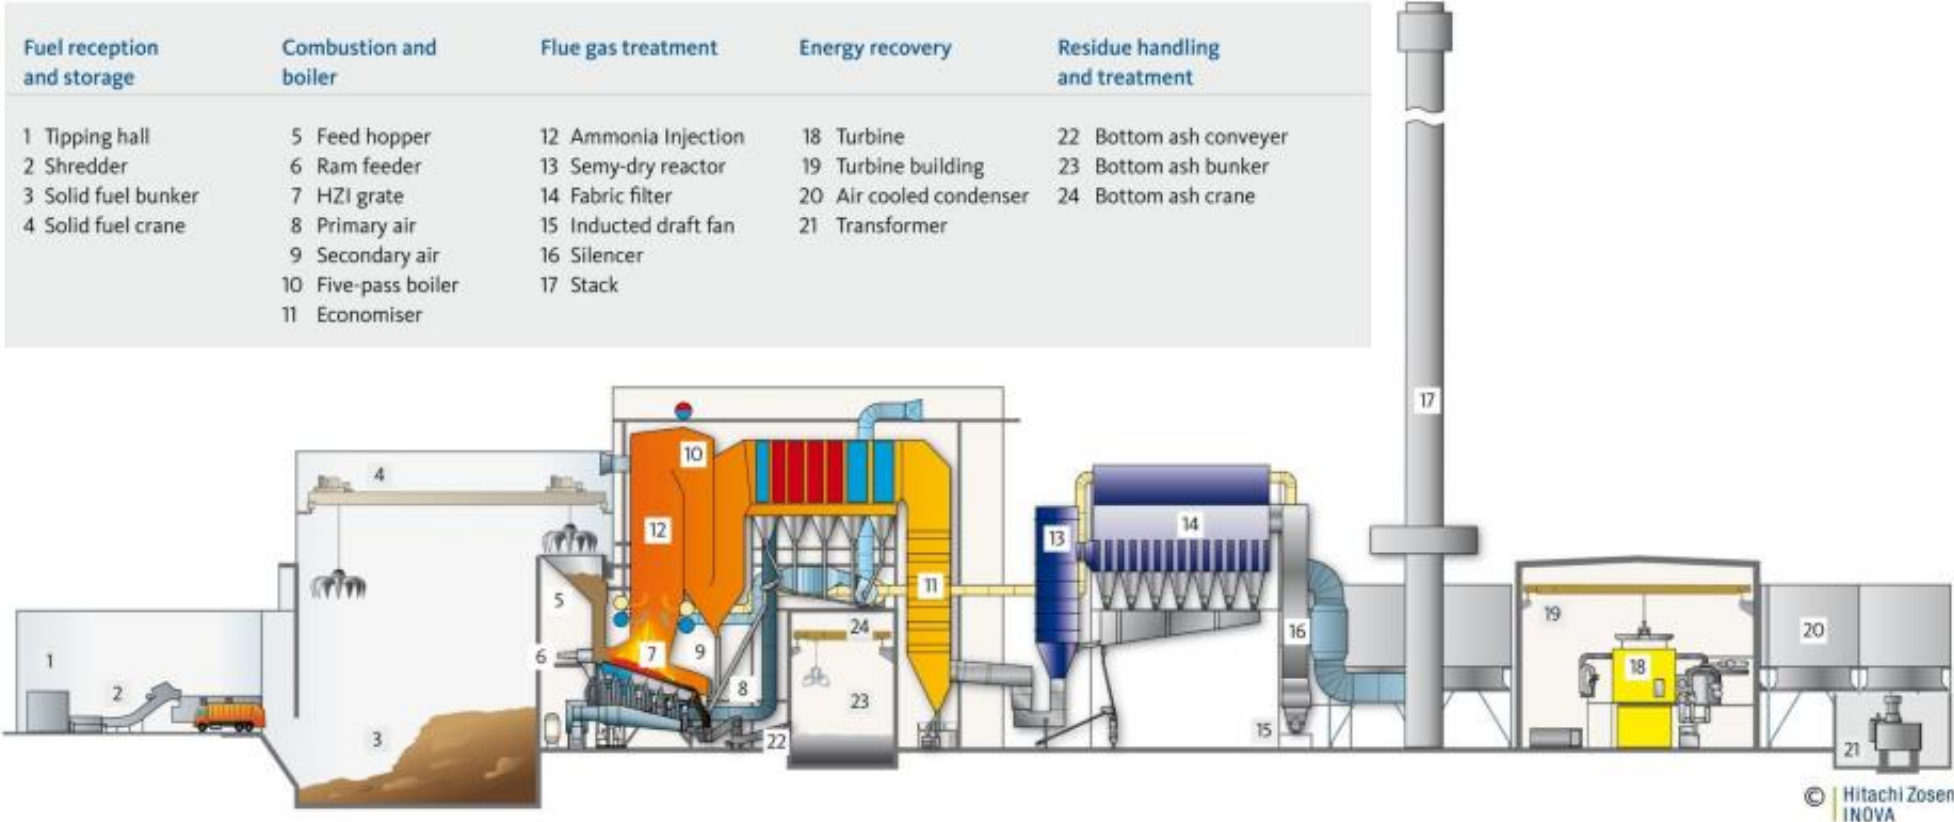 Fuel reception
and storage
1 Tipping hall
2 Shredder
3 Solid fuel bunker
4 Solid fuel crane
Combustion and
boiler
5 Feed hopper
6 Ram feeder
7 HZI grate
8 Primary air
9 Secondary air
10 Five-pass boiler
11 Economiser
Flue gas treatment
12 Ammonia Injection
13 Semy-dry reactor
14 Fabric filter
15 Inducted draft fan
16 Silencer
17 Stack
Energy recovery
18 Turbine
19 Turbine building
20 Air cooled condenser
21 Transformer
Residue handling
and treatment
22 Bottom ash conveyer
23 Bottom ash bunker
24 Bottom ash crane
1
2
3
4
5
6
7
8
9
10
11
12
13
14
15
16
17
18
19
20
21
22
23
24
© Hitachi Zosen
INOVA